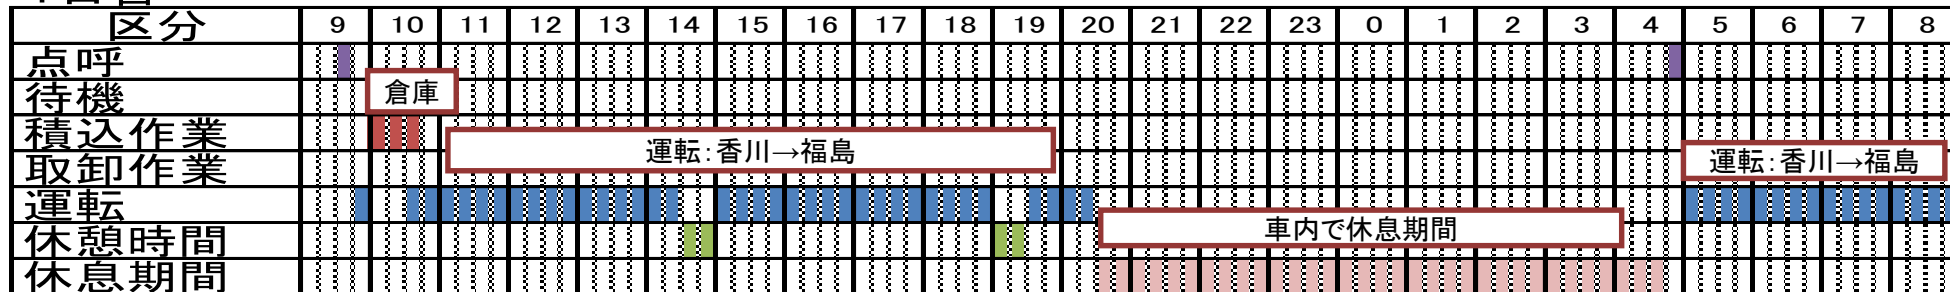 区分 9 10 11 12 13 14 15 16 17 18 19 20 21 22 23 0 1 2 3 4 5 6 7 8
点呼
待機 倉庫
積込作業
運転：香川→福島 運転：香川→福島
取卸作業
運転
車内で休息期間
休憩時間
休息期間